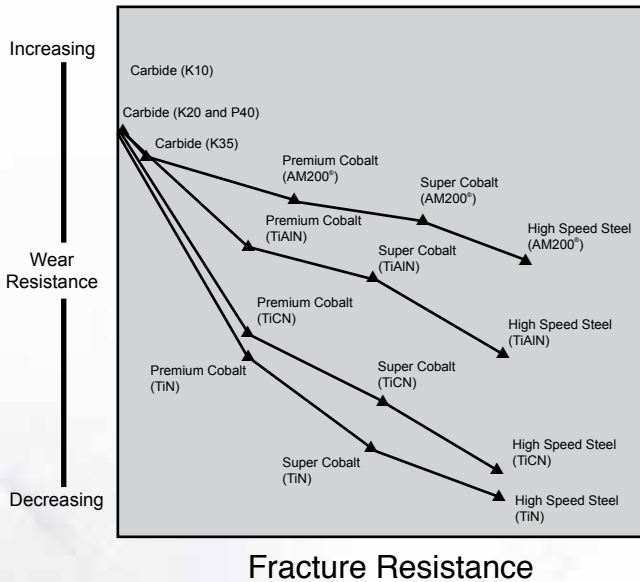 Increasing
Carbide (K10)
Carbide (K20 and P40)
Carbide (K35)
Premium Cobalt
(AM200®)
Super Cobalt
(AM200®)
Premium Cobalt
(TiAlN)
High Speed Steel
(AM200®)
Super Cobalt
(TiAlN)
Wear
Resistance
Premium Cobalt
(TiCN)
High Speed Steel
(TiAlN)
Premium Cobalt
(TiN)
Super Cobalt
(TiCN)
High Speed Steel
(TiCN)
Super Cobalt
(TiN)
Decreasing
High Speed Steel
(TiN)
Fracture Resistance